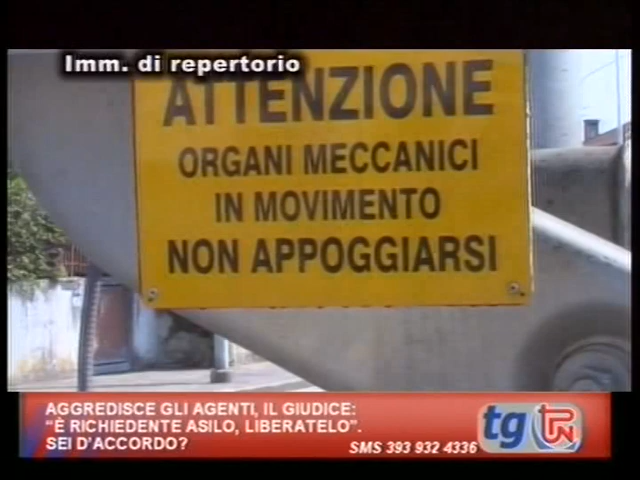 Imm. di repertorio
ATTENZIONE
ORGANI MECCANICI
IN MOVIMENTO
NON APPOGGIARSI
AGGREDISCE GLI AGENTI, IL GIUDICE:
“È RICHIEDENTE ASILO, LIBERATELO”.
SEI D’ACCORDO?
SMS 393 932 4336
tg TPN